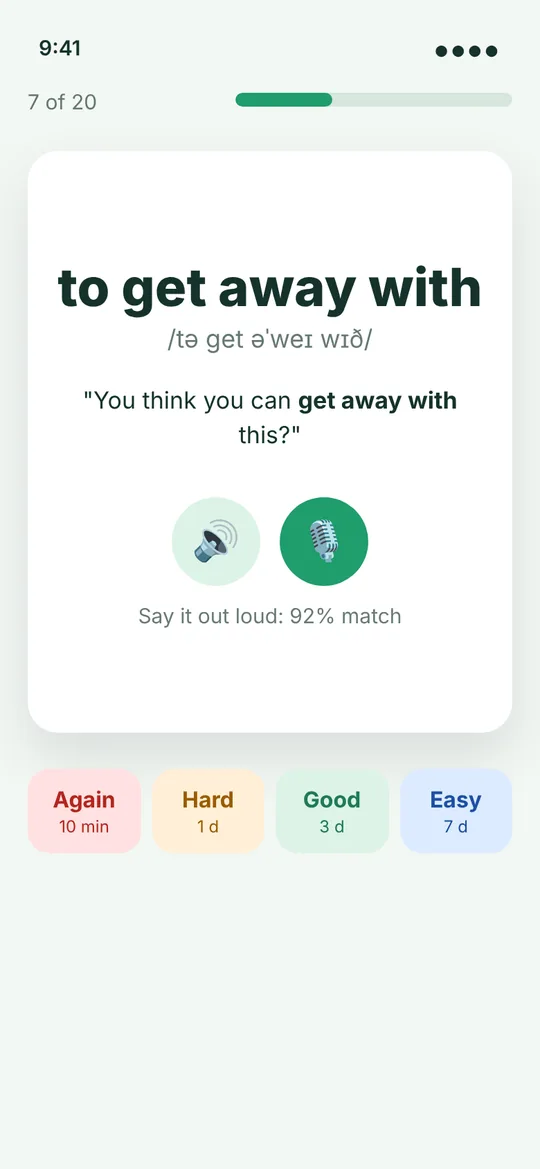 9:41
7 of 20
to get away with
/tə get əˈweɪ wɪð/
"You think you can get away with
this?"
Say it out loud: 92% match
Again
10 min
Hard
1 d
Good
3 d
Easy
7 d